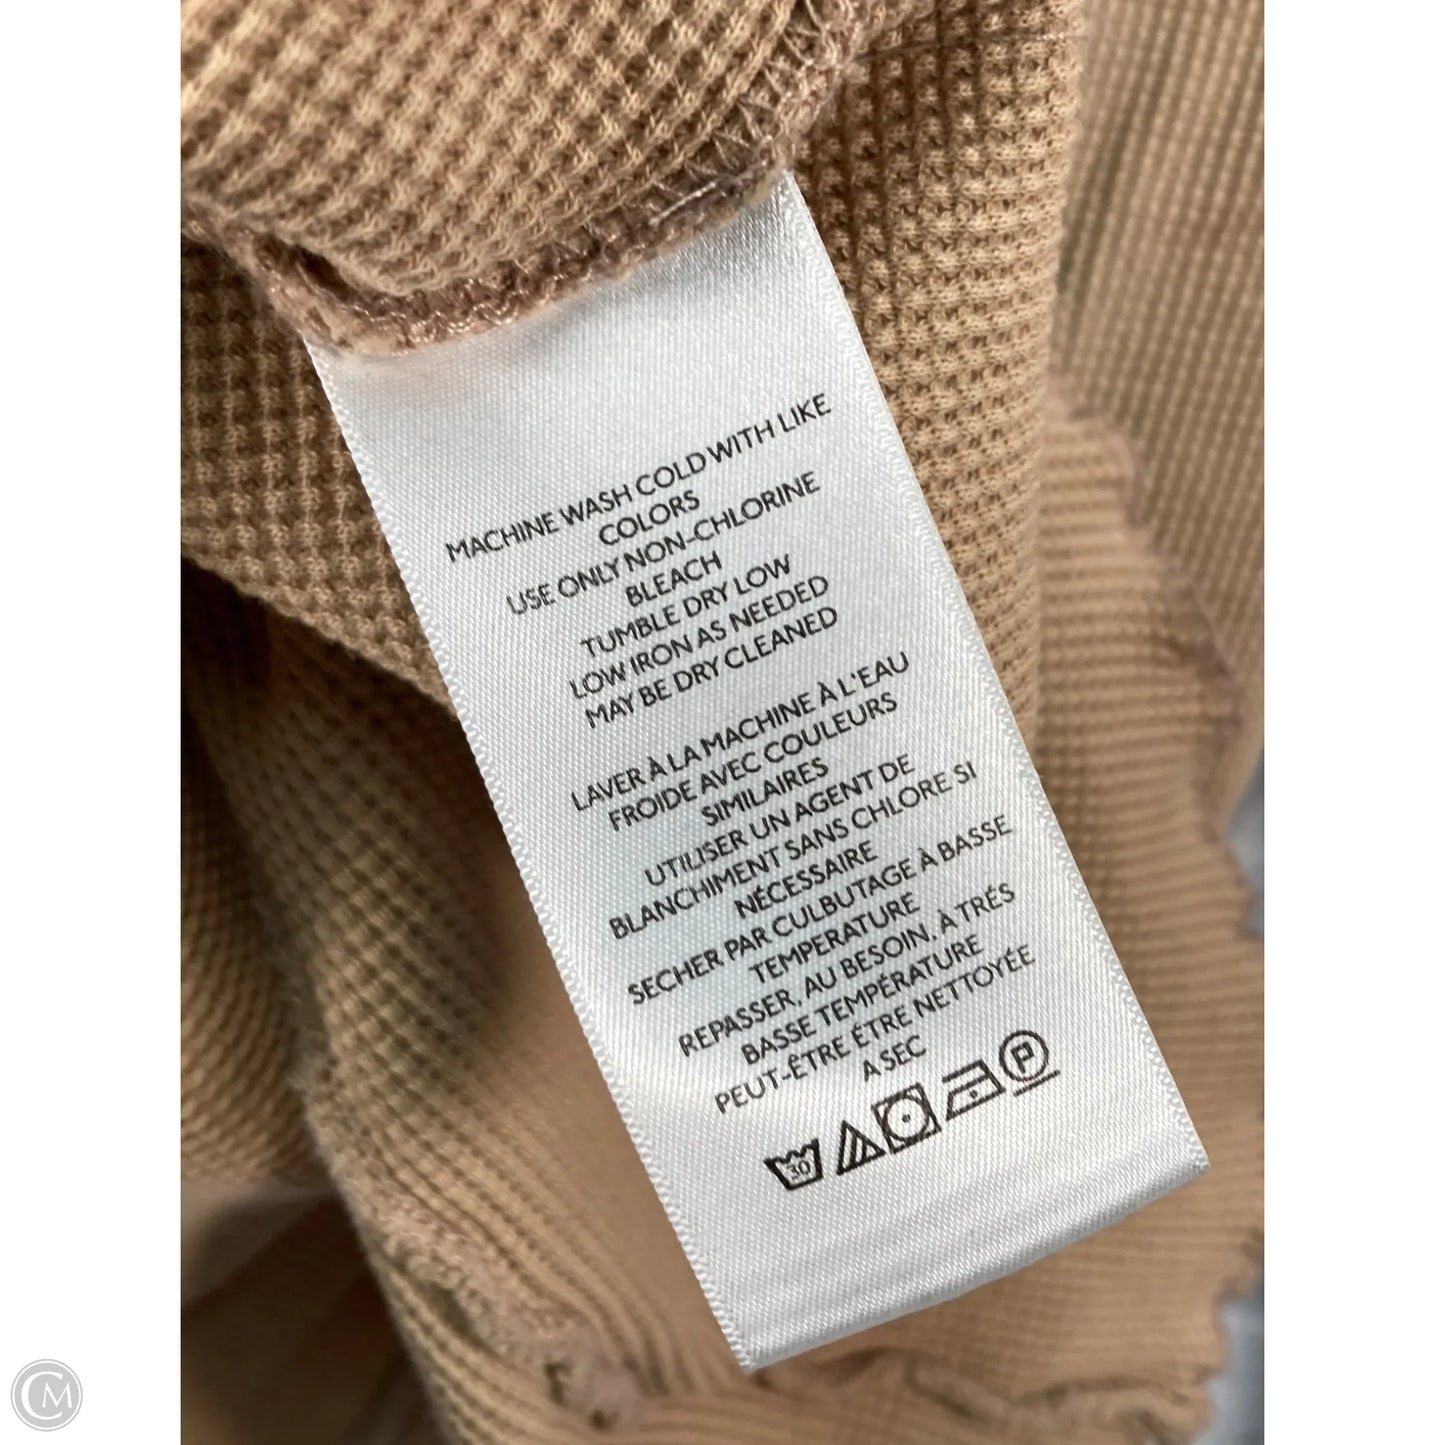 MACHINE WASH COLD WITH LIKE
COLORS
USE ONLY NON-CHLORINE
BLEACH
TUMBLE DRY LOW
LOW IRON AS NEEDED
MAY BE DRY CLEANED
LAVER À LA MACHINE À L'EAU
FROIDE AVEC COULEURS
SIMILAIRES
UTILISER UN AGENT DE
BLANCHIMENT SANS CHLORE SI
NÉCESSAIRE
SECHER PAR CULBUTAGE À BASSE
TEMPERATURE
REPASSER, AU BESOIN, À TRÉS
BASSE TEMPÉRATURE
PEUT-ÊTRE ÉTRE NETTOYÉE
A SEC
30 P
CM